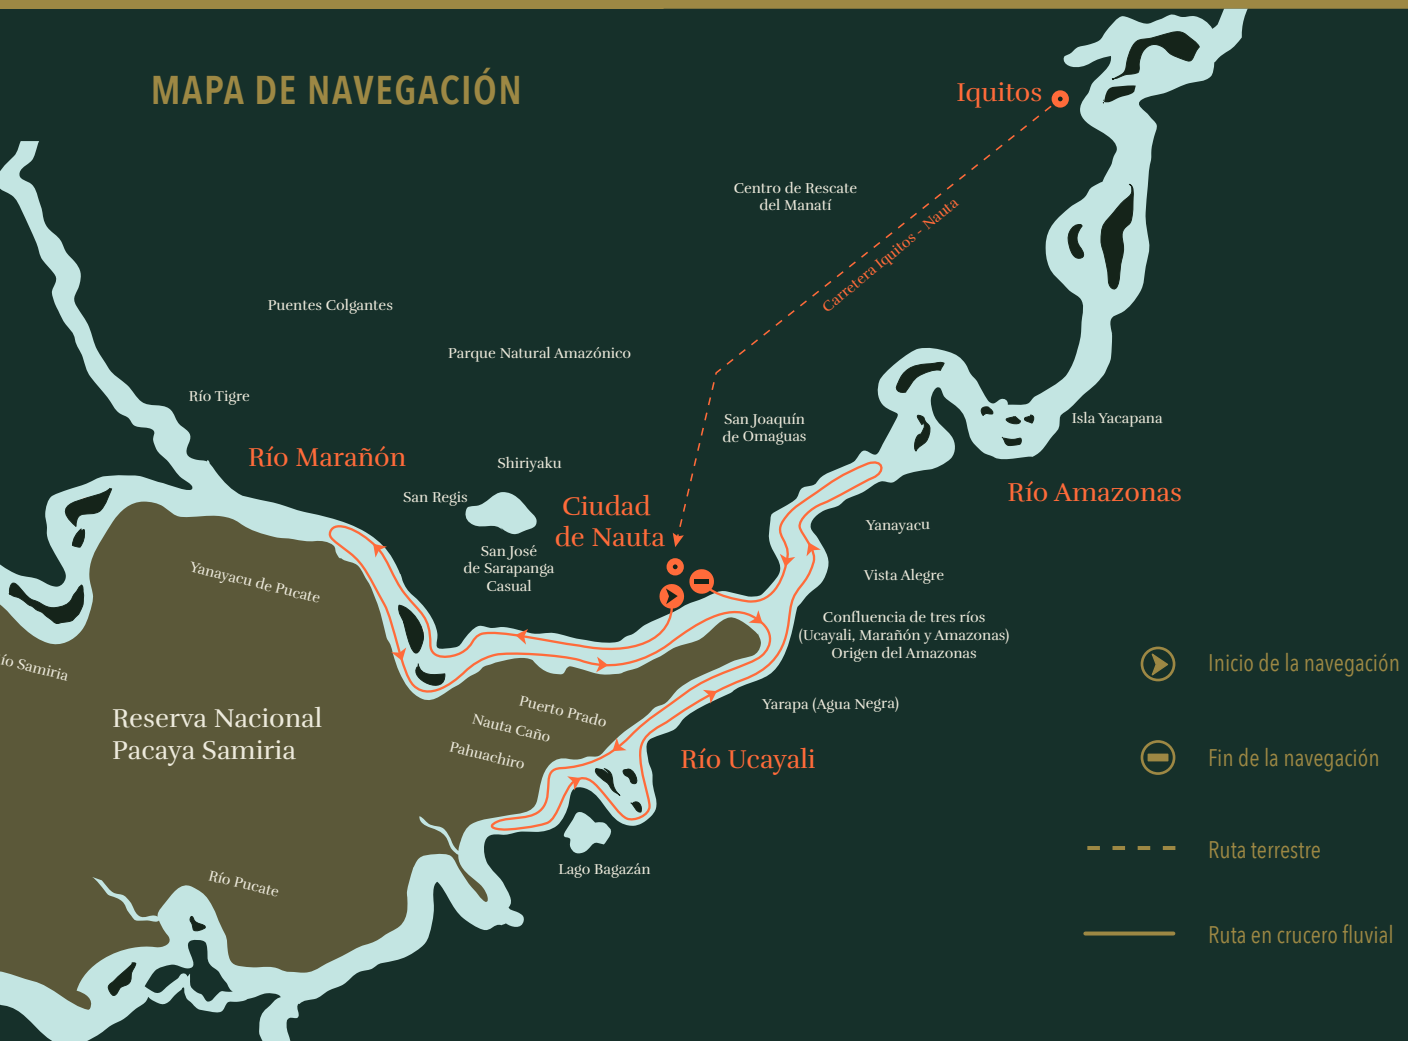 MAPA DE NAVEGACIÓN
Iquitos
Centro de Rescate
del Manatí
Carretera Iquitos - Nauta
Puentes Colgantes
Parque Natural Amazónico
Río Tigre
San Joaquín
de Omaguas
Isla Yacapana
Río Marañón
Shiriyaku
San Regis
Río Amazonas
Ciudad
de Nauta
Yanayacu
San José
de Sarapanga
Casual
Vista Alegre
Yanayacu de Pucate
Confluencia de tres ríos
(Ucayali, Marañón y Amazonas)
Origen del Amazonas
ío Samiria
Inicio de la navegación
Yarapa (Agua Negra)
Puerto Prado
Nauta Caño
Pahuachiro
Reserva Nacional
Pacaya Samiria
Río Ucayali
Fin de la navegación
Ruta terrestre
Lago Bagazán
Río Pucate
Ruta en crucero fluvial